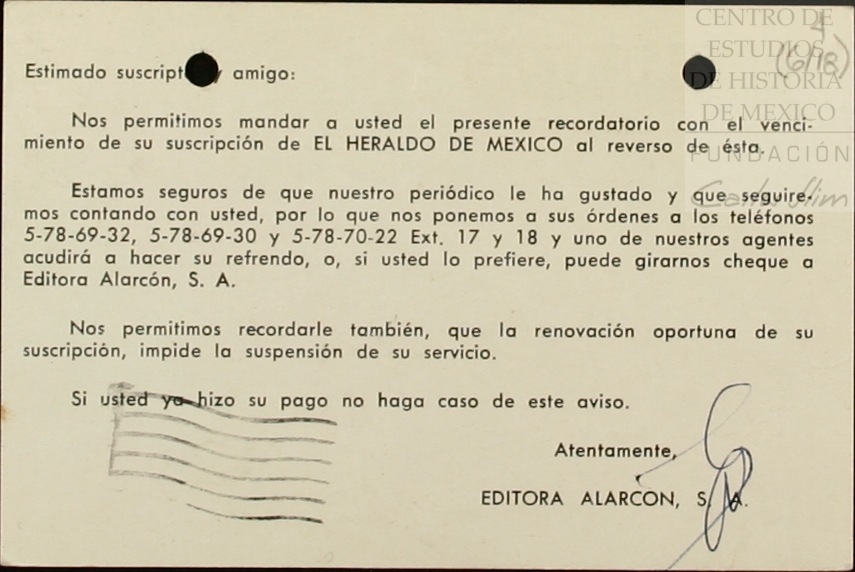 CENTRO DE
ESTUDIOS
DE HISTORIA
DE MEXICO
FUNDACIÓN
Carlos Slim
4
(6/18)
Estimado suscript y amigo:
Nos permitimos mandar a usted el presente recordatorio con el venci-
miento de su suscripción de EL HERALDO DE MEXICO al reverso de ésta.
Estamos seguros de que nuestro periódico le ha gustado y que seguire-
mos contando con usted, por lo que nos ponemos a sus órdenes a los teléfonos
5-78-69-32, 5-78-69-30 y 5-78-70-22 Ext. 17 y 18 y uno de nuestros agentes
acudirá a hacer su refrendo, o, si usted lo prefiere, puede girarnos cheque a
Editora Alarcón, S. A.
Nos permitimos recordarle también, que la renovación oportuna de su
suscripción, impide la suspensión de su servicio.
Si usted ya hizo su pago no haga caso de este aviso.
Atentamente,
EDITORA ALARCON, S. A.